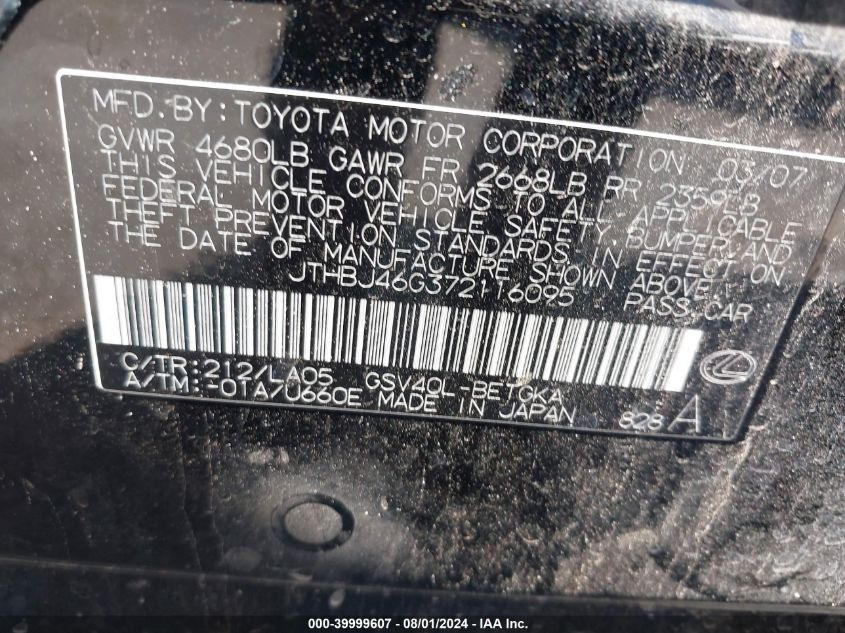 MFD.BY:TOYOTA MOTOR CORPORATION 03/07
GVWR 4680LB GAWR FR 2668LB RR 2359LB
THIS VEHICLE CONFORMS TO ALL APPLICABLE
FEDERAL MOTOR VEHICLE SAFETY,BUMPER,AND
THEFT PREVENTION STANDARDS IN EFFECT ON
THE DATE OF MANUFACTURE SHOWN ABOVE.
JTHBJ46G372116095 PASS.CAR
C/TR:212/LA05 GSV40L-BETGKA
A/TM:-OTA/U660E MADE IN JAPAN 828 A
000-39999607 - 08/01/2024 - IAA Inc.